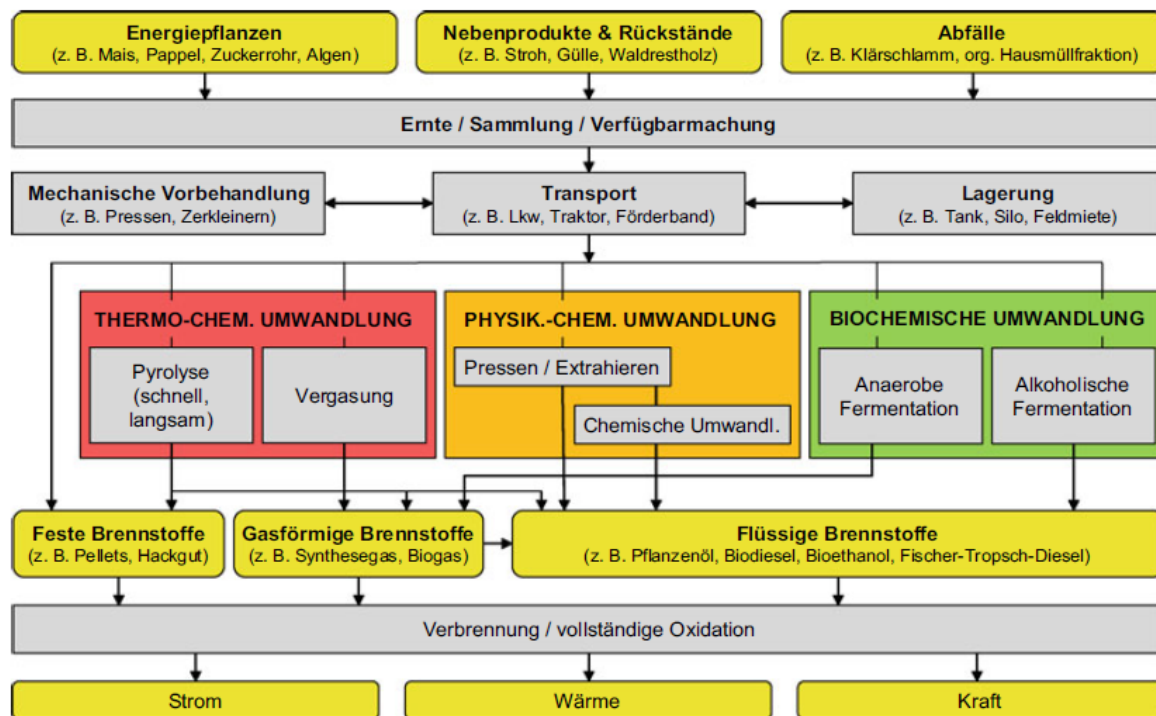 Energiepflanzen
(z. B. Mais, Pappel, Zuckerrohr, Algen)
Nebenprodukte & Rückstände
(z. B. Stroh, Gülle, Waldrestholz)
Abfälle
(z. B. Klärschlamm, org. Hausmüllfraktion)
Ernte / Sammlung / Verfügbarmachung
Mechanische Vorbehandlung
(z. B. Pressen, Zerkleinern)
Transport
(z. B. Lkw, Traktor, Förderband)
Lagerung
(z. B. Tank, Silo, Feldmiete)
THERMO-CHEM. UMWANDLUNG
Pyrolyse
(schnell,
langsam)
Vergasung
PHYSIK.-CHEM. UMWANDLUNG
Pressen / Extrahieren
Chemische Umwandl.
BIOCHEMISCHE UMWANDLUNG
Anaerobe
Fermentation
Alkoholische
Fermentation
Feste Brennstoffe
(z. B. Pellets, Hackgut)
Gasförmige Brennstoffe
(z. B. Synthesegas, Biogas)
Flüssige Brennstoffe
(z. B. Pflanzenöl, Biodiesel, Bioethanol, Fischer-Tropsch-Diesel)
Verbrennung / vollständige Oxidation
Strom
Wärme
Kraft